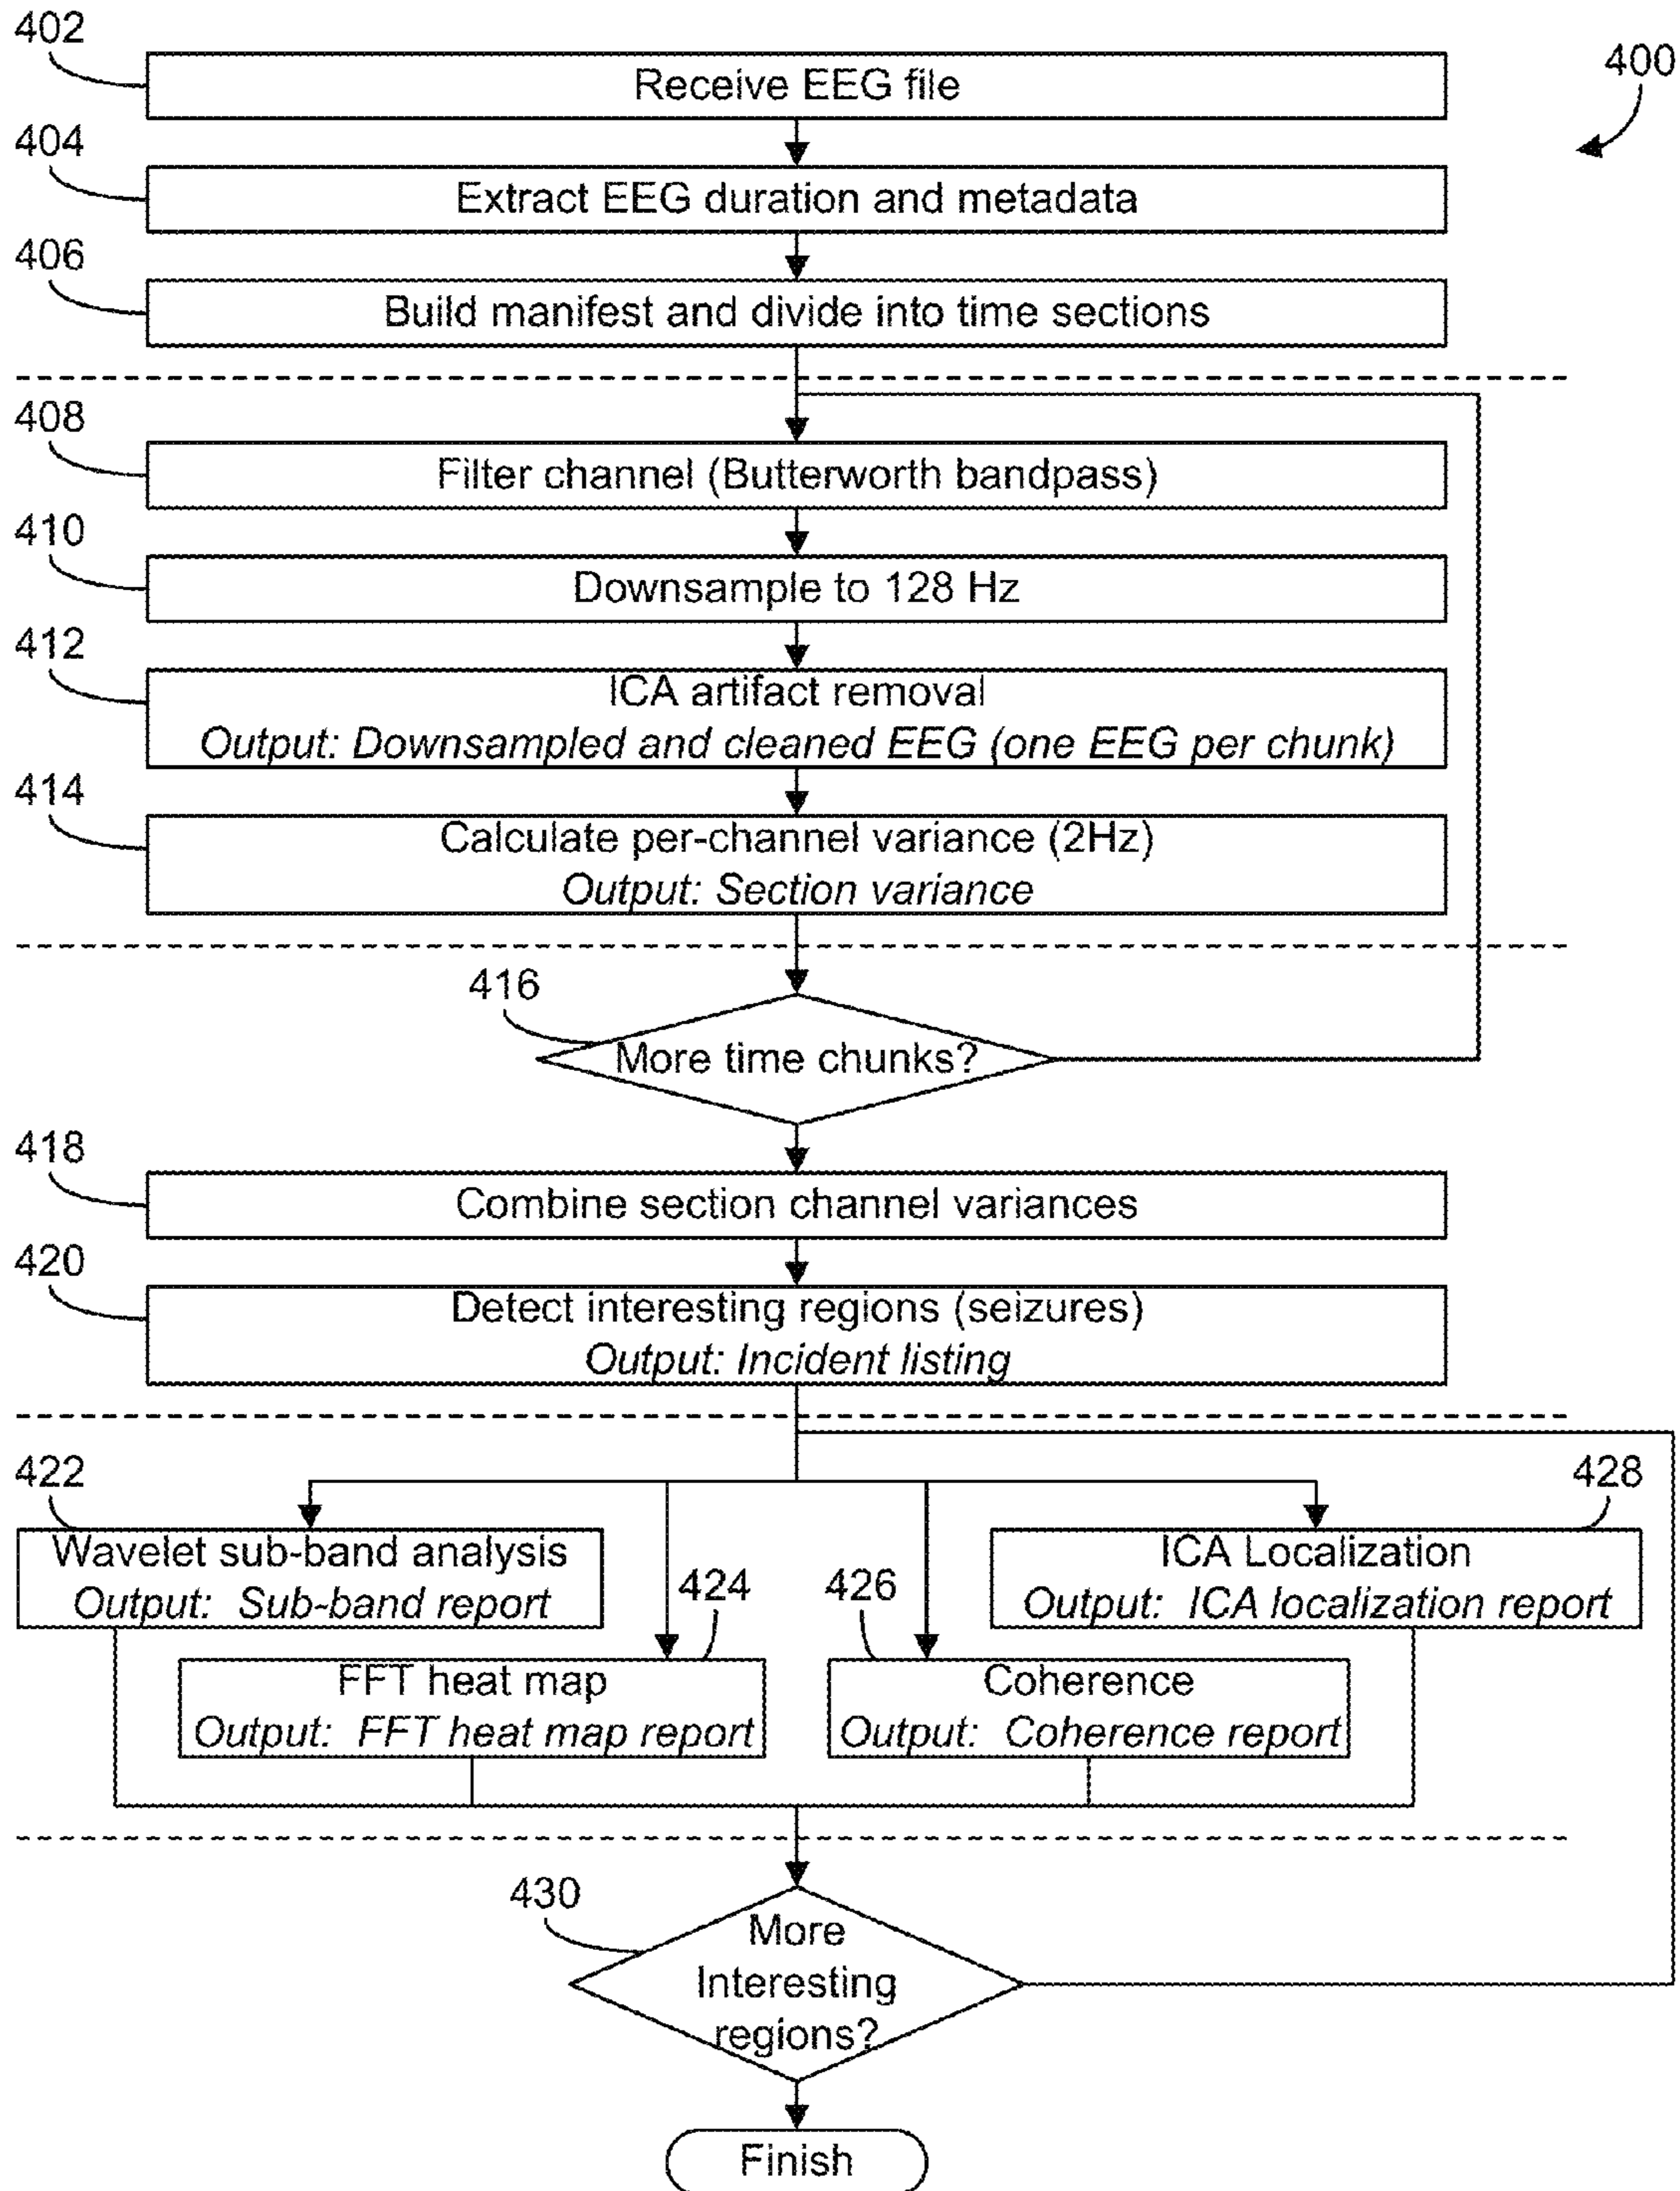 402
400
Receive EEG file
404
Extract EEG duration and metadata
406
Build manifest and divide into time sections
408
Filter channel (Butterworth bandpass)
410
Downsample to 128 Hz
412
ICA artifact removal
Output: Downsampled and cleaned EEG (one EEG per chunk)
414
Calculate per-channel variance (2Hz)
Output: Section variance
416
More time chunks?
418
Combine section channel variances
420
Detect interesting regions (seizures)
Output: Incident listing
422
428
Wavelet sub-band analysis
Output: Sub-band report
ICA Localization
Output: ICA localization report
424
426
FFT heat map
Output: FFT heat map report
Coherence
Output: Coherence report
430
More
Interesting
regions?
Finish